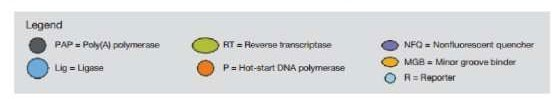 Legend
PAP = Poly(A) polymerase
RT = Reverse transcriptase
NFQ = Nonfluorescent quencher
Lig = Ligase
P = Hot-start DNA polymerase
MGB = Minor groove binder
R = Reporter